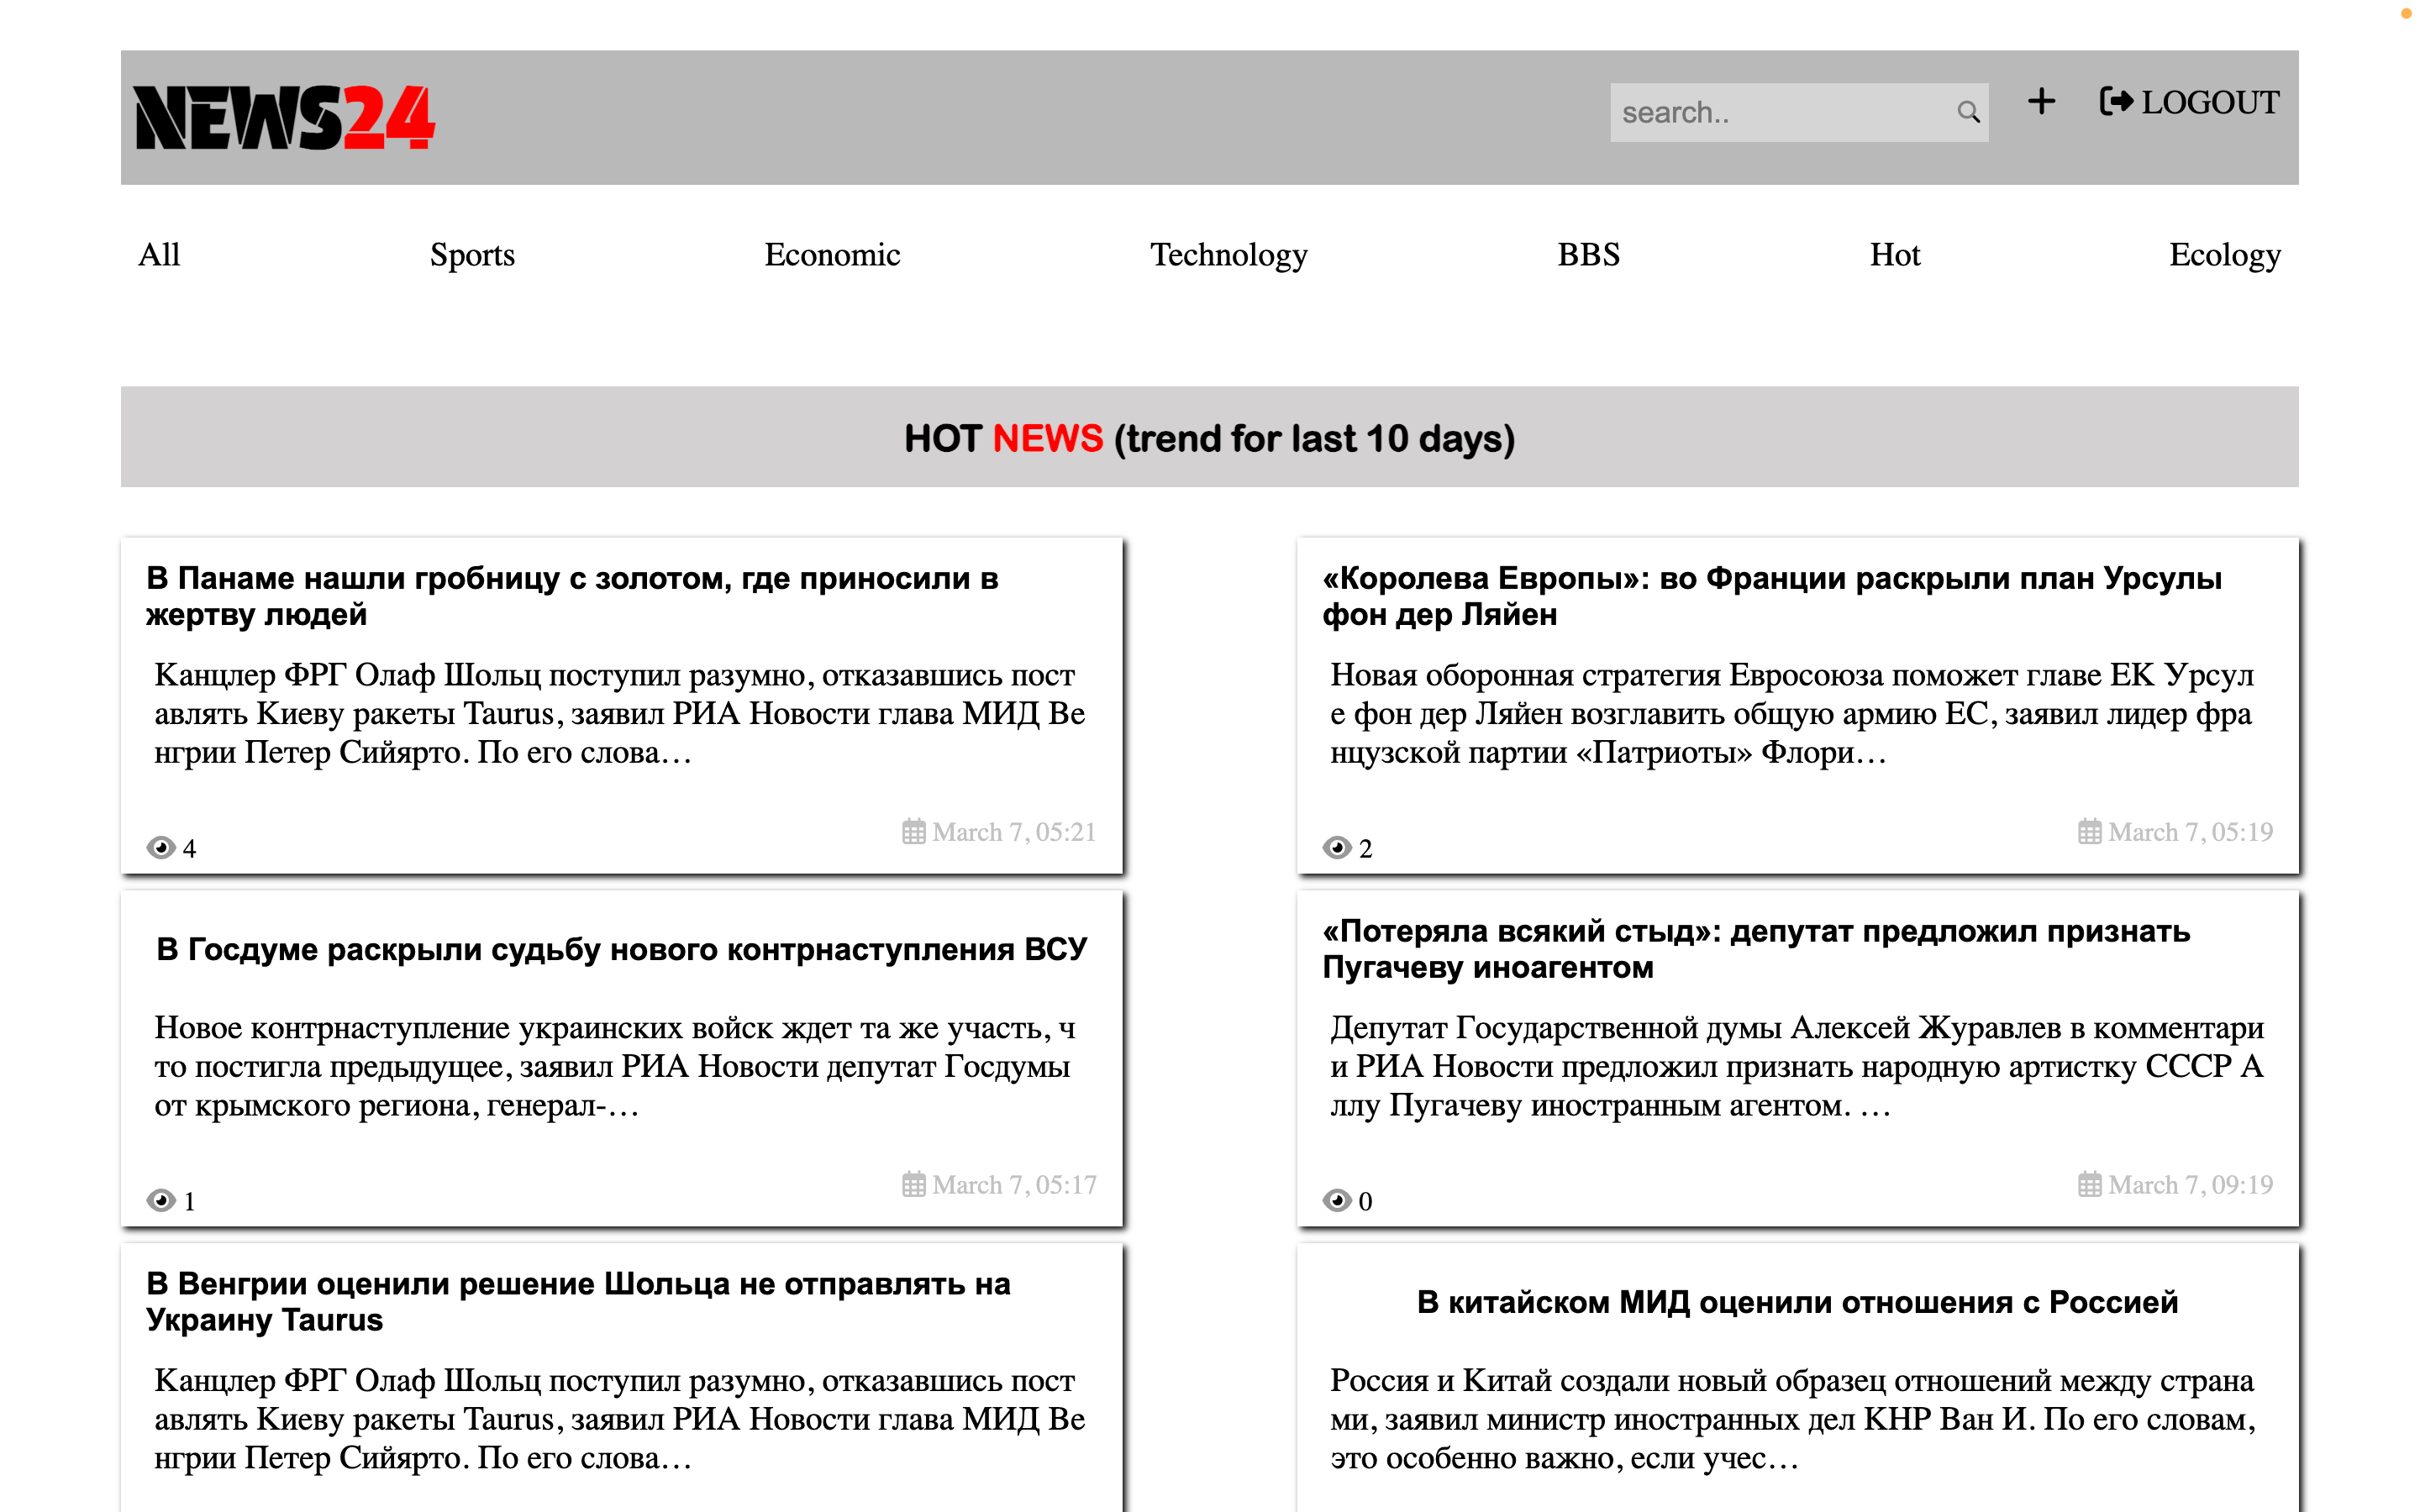 NEWS24
search..
+ LOGOUT
All Sports Economic Technology BBS Hot Ecology
HOT NEWS (trend for last 10 days)
В Панаме нашли гробницу с золотом, где приносили в
жертву людей
Канцлер ФРГ Олаф Шольц поступил разумно, отказавшись пост
авлять Киеву ракеты Taurus, заявил РИА Новости глава МИД Ве
нгрии Петер Сийярто. По его слова…
4
March 7, 05:21
«Королева Европы»: во Франции раскрыли план Урсулы
фон дер Ляйен
Новая оборонная стратегия Евросоюза поможет главе ЕК Урсул
е фон дер Ляйен возглавить общую армию ЕС, заявил лидер фра
нцузской партии «Патриоты» Флори…
2
March 7, 05:19
В Госдуме раскрыли судьбу нового контрнаступления ВСУ
Новое контрнаступление украинских войск ждет та же участь, ч
то постигла предыдущее, заявил РИА Новости депутат Госдумы
от крымского региона, генерал-…
1
March 7, 05:17
«Потеряла всякий стыд»: депутат предложил признать
Пугачеву иноагентом
Депутат Государственной думы Алексей Журавлев в комментари
и РИА Новости предложил признать народную артистку СССР А
ллу Пугачеву иностранным агентом. …
0
March 7, 09:19
В Венгрии оценили решение Шольца не отправлять на
Украину Taurus
Канцлер ФРГ Олаф Шольц поступил разумно, отказавшись пост
авлять Киеву ракеты Taurus, заявил РИА Новости глава МИД Ве
нгрии Петер Сийярто. По его слова…
В китайском МИД оценили отношения с Россией
Россия и Китай создали новый образец отношений между страна
ми, заявил министр иностранных дел КНР Ван И. По его словам,
это особенно важно, если учес…